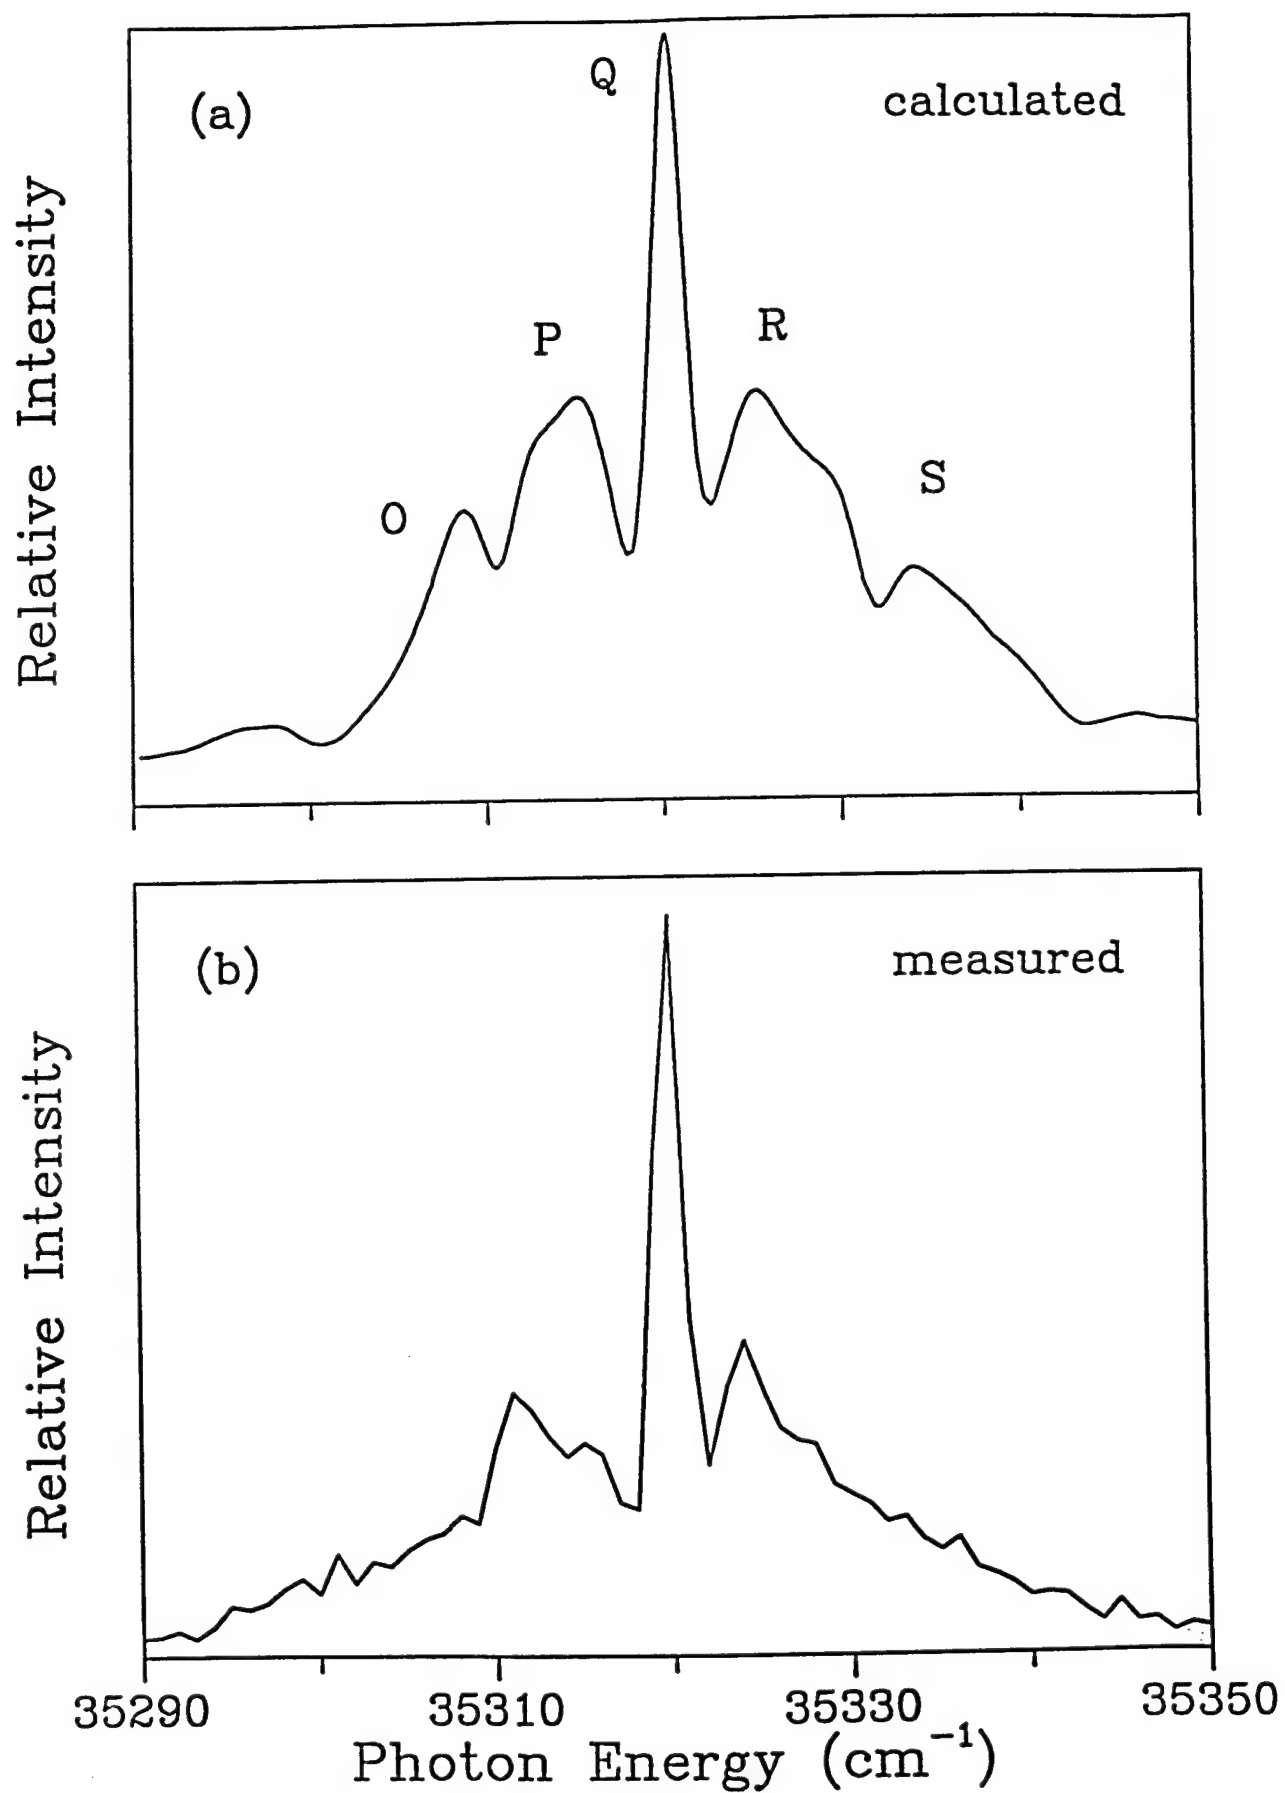 (a)
Q
calculated
P
R
O
S
Relative Intensity
(b)
measured
Relative Intensity
35290 35310 35330 35350
Photon Energy (cm⁻¹)